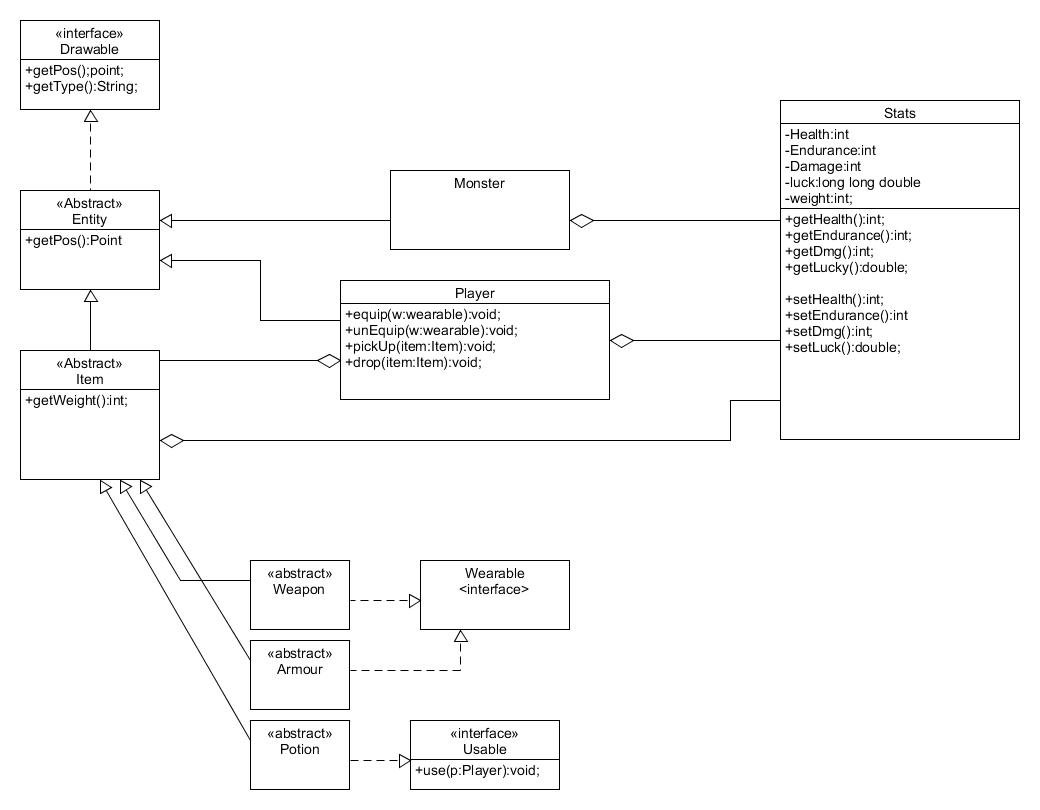 «interface»
Drawable
+getPos();point;
+getType():String;
«Abstract»
Entity
+getPos():Point
Monster
Stats
-Health:int
-Endurance:int
-Damage:int
-luck:long long double
-weight:int;
+getHealth():int;
+getEndurance():int;
+getDmg():int;
+getLucky():double;
+setHealth():int;
+setEndurance():int
+setDmg():int;
+setLuck():double;
Player
+equip(w:wearable):void;
+unEquip(w:wearable):void;
+pickUp(item:Item):void;
+drop(item:Item):void;
«Abstract»
Item
+getWeight():int;
«abstract»
Weapon
Wearable
<interface>
«abstract»
Armour
«abstract»
Potion
«interface»
Usable
+use(p:Player):void;